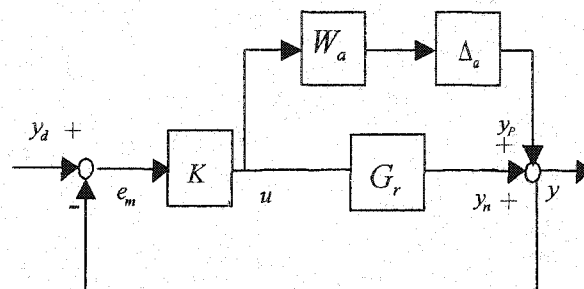 W_a
Δ_a
y_d +
y_p
+
K
G_r
-
e_m
u
y_n +
y